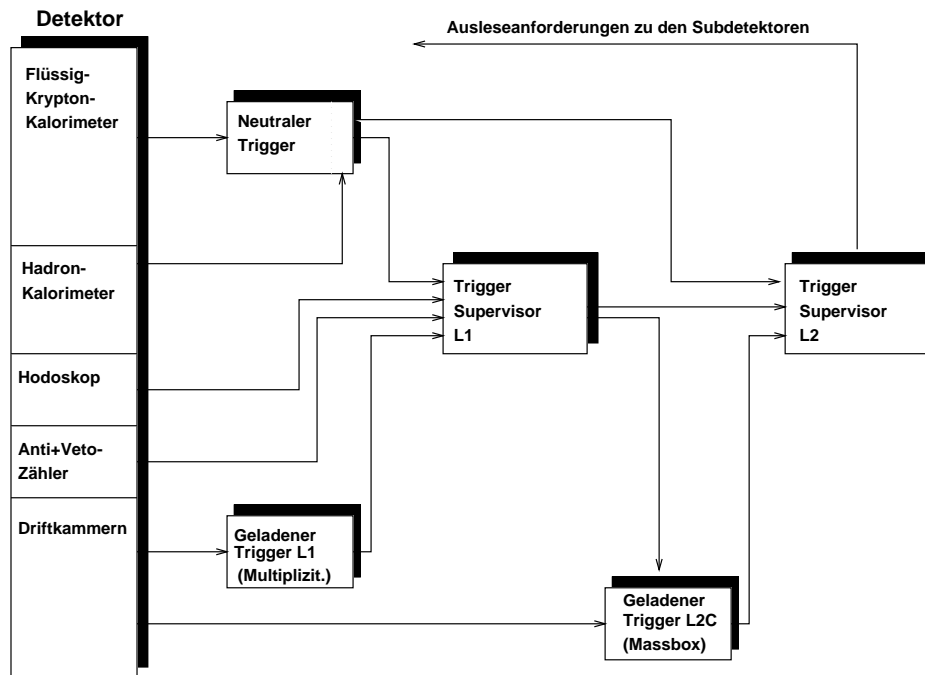 Detektor
Ausleseanforderungen zu den Subdetektoren
Flüssig-
Krypton-
Kalorimeter
Neutraler
Trigger
Hadron-
Kalorimeter
Trigger
Supervisor
L1
Trigger
Supervisor
L2
Hodoskop
Anti+Veto-
Zähler
Driftkammern
Geladener
Trigger L1
(Multiplizit.)
Geladener
Trigger L2C
(Massbox)